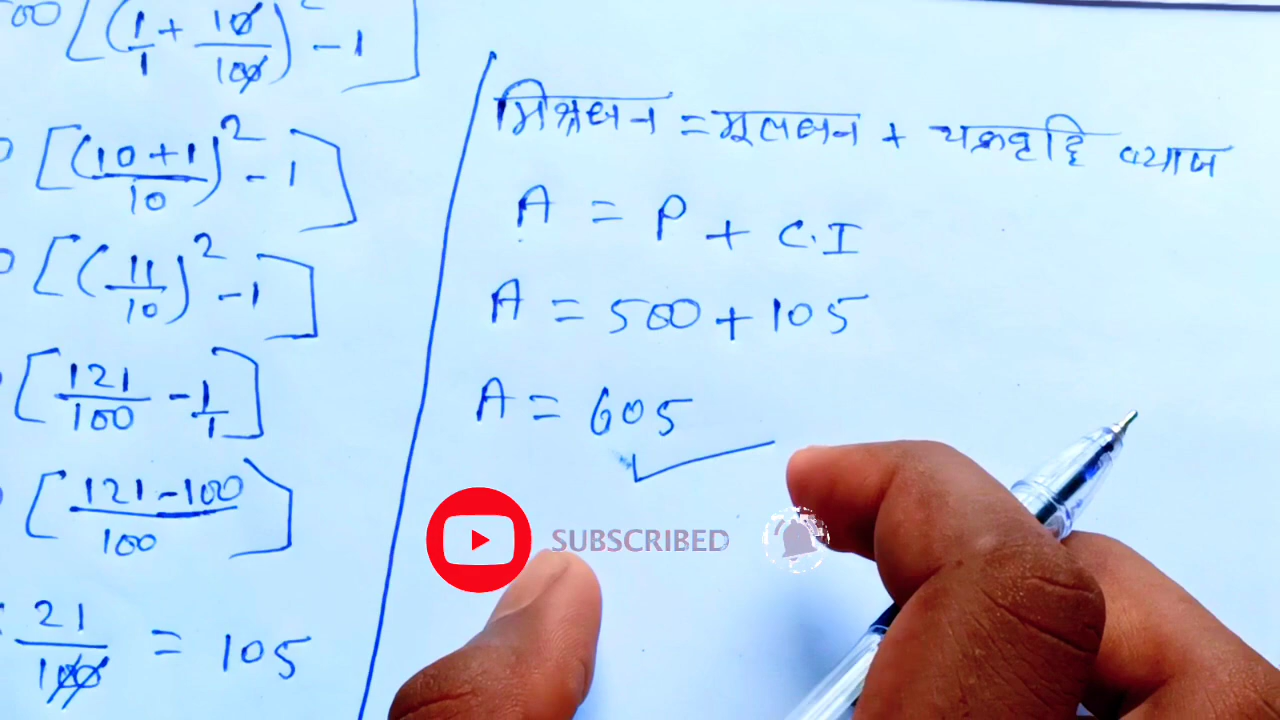 500 [(1/1 + 10/100)² - 1]
[(10+1/10)² - 1]
[(11/10)² - 1]
[121/100 - 1/1]
[121-100/100]
21/100 = 105
मिश्रधन = मूलधन + चक्रवृद्धि ब्याज
A = P + C.I
A = 500 + 105
A = 605
SUBSCRIBED